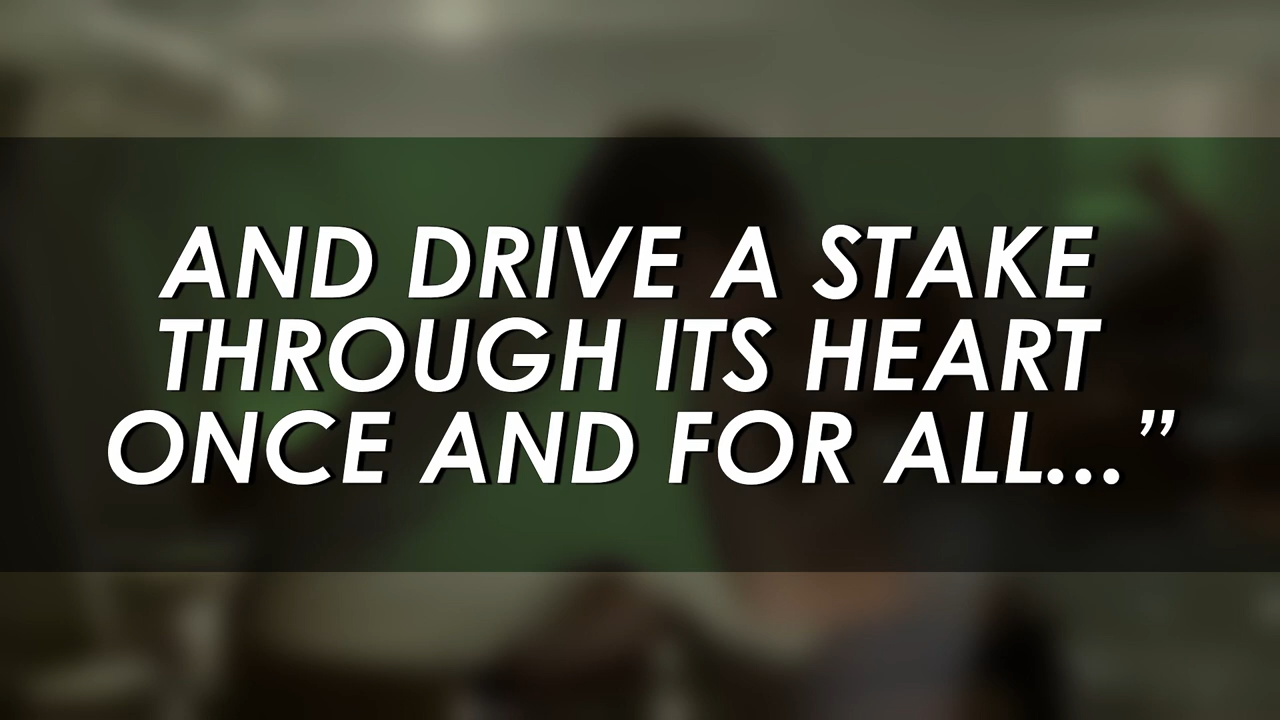 AND DRIVE A STAKE
THROUGH ITS HEART
ONCE AND FOR ALL...”